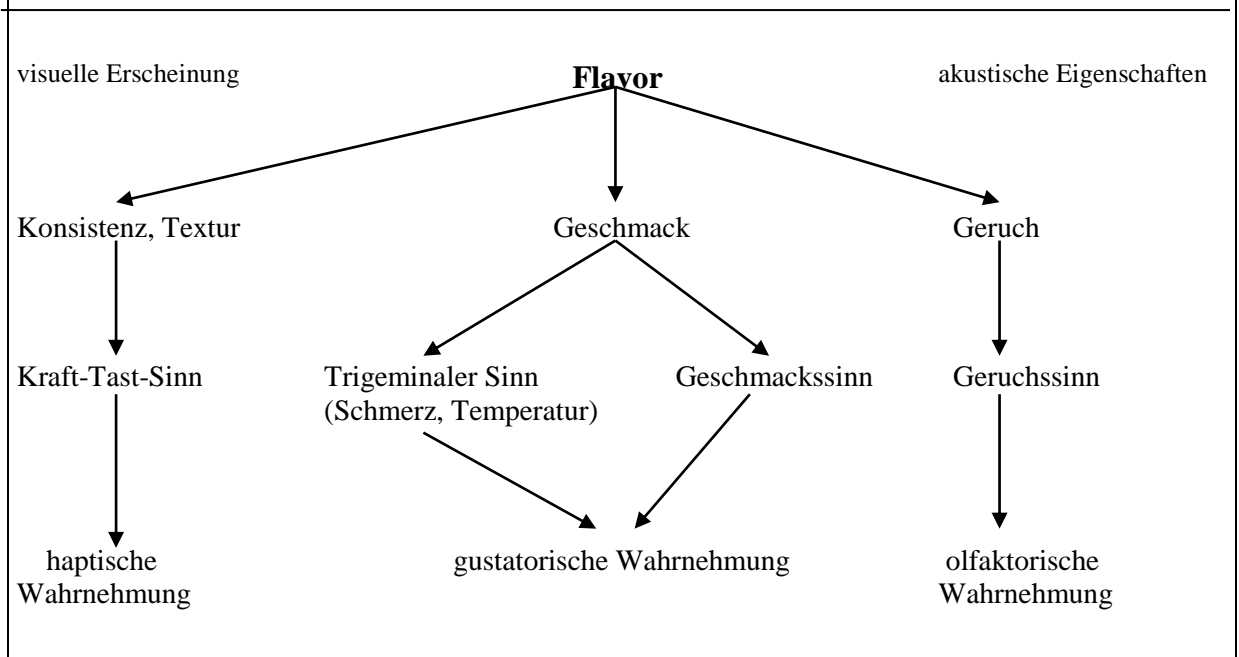 visuelle Erscheinung
Flavor
akustische Eigenschaften
Konsistenz, Textur
Geschmack
Geruch
Kraft-Tast-Sinn
Trigeminaler Sinn
(Schmerz, Temperatur)
Geschmackssinn
Geruchssinn
haptische
Wahrnehmung
gustatorische Wahrnehmung
olfaktorische
Wahrnehmung